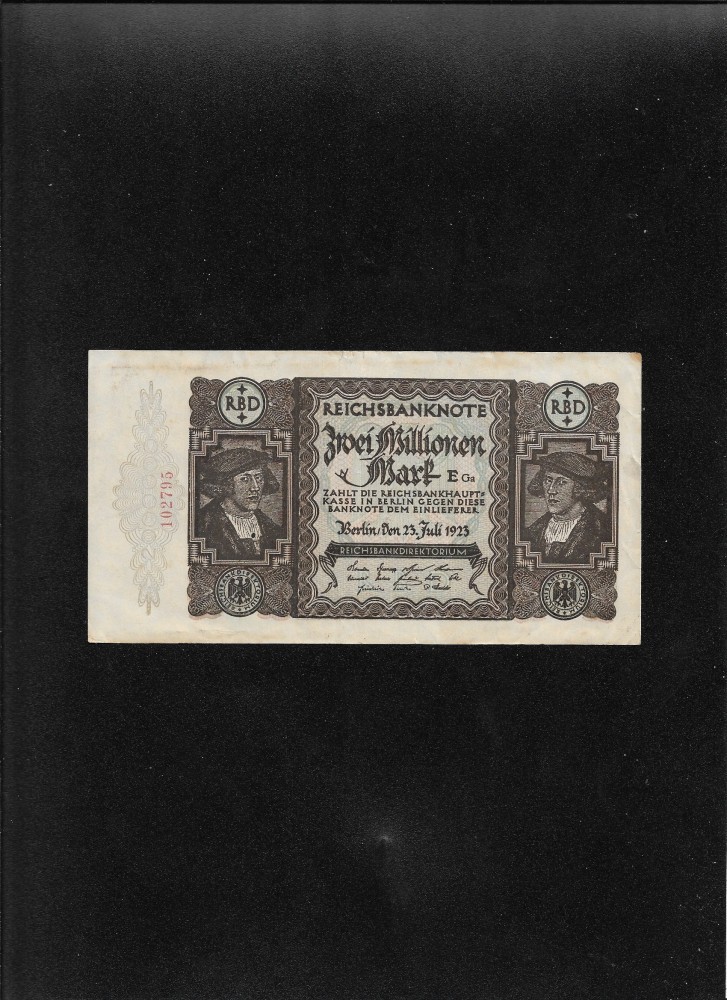 RBD
RBD
REICHSBANKNOTE
Zwei Millionen
Mark E Ga
ZAHLT DIE REICHSBANKHAUPT=
KASSE IN BERLIN GEGEN DIESE
BANKNOTE DEM EINLIEFERER
Berlin, den 23. Juli 1923
REICHSBANKDIREKTORIUM
102795